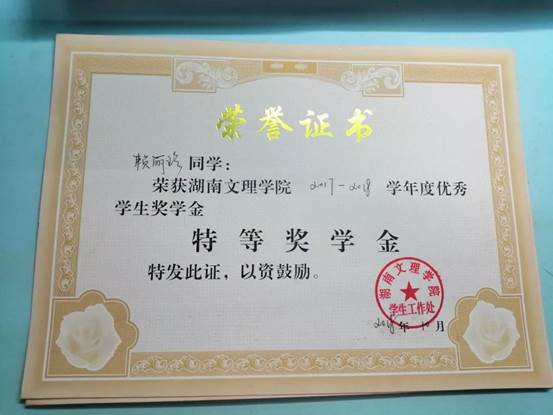 荣誉证书
赖丽珍同学:
荣获湖南文理学院 2017-2018 学年度优秀
学生奖学金
特等奖学金
特发此证,以资鼓励。
湖南文理学院
学生工作处
2018年10月